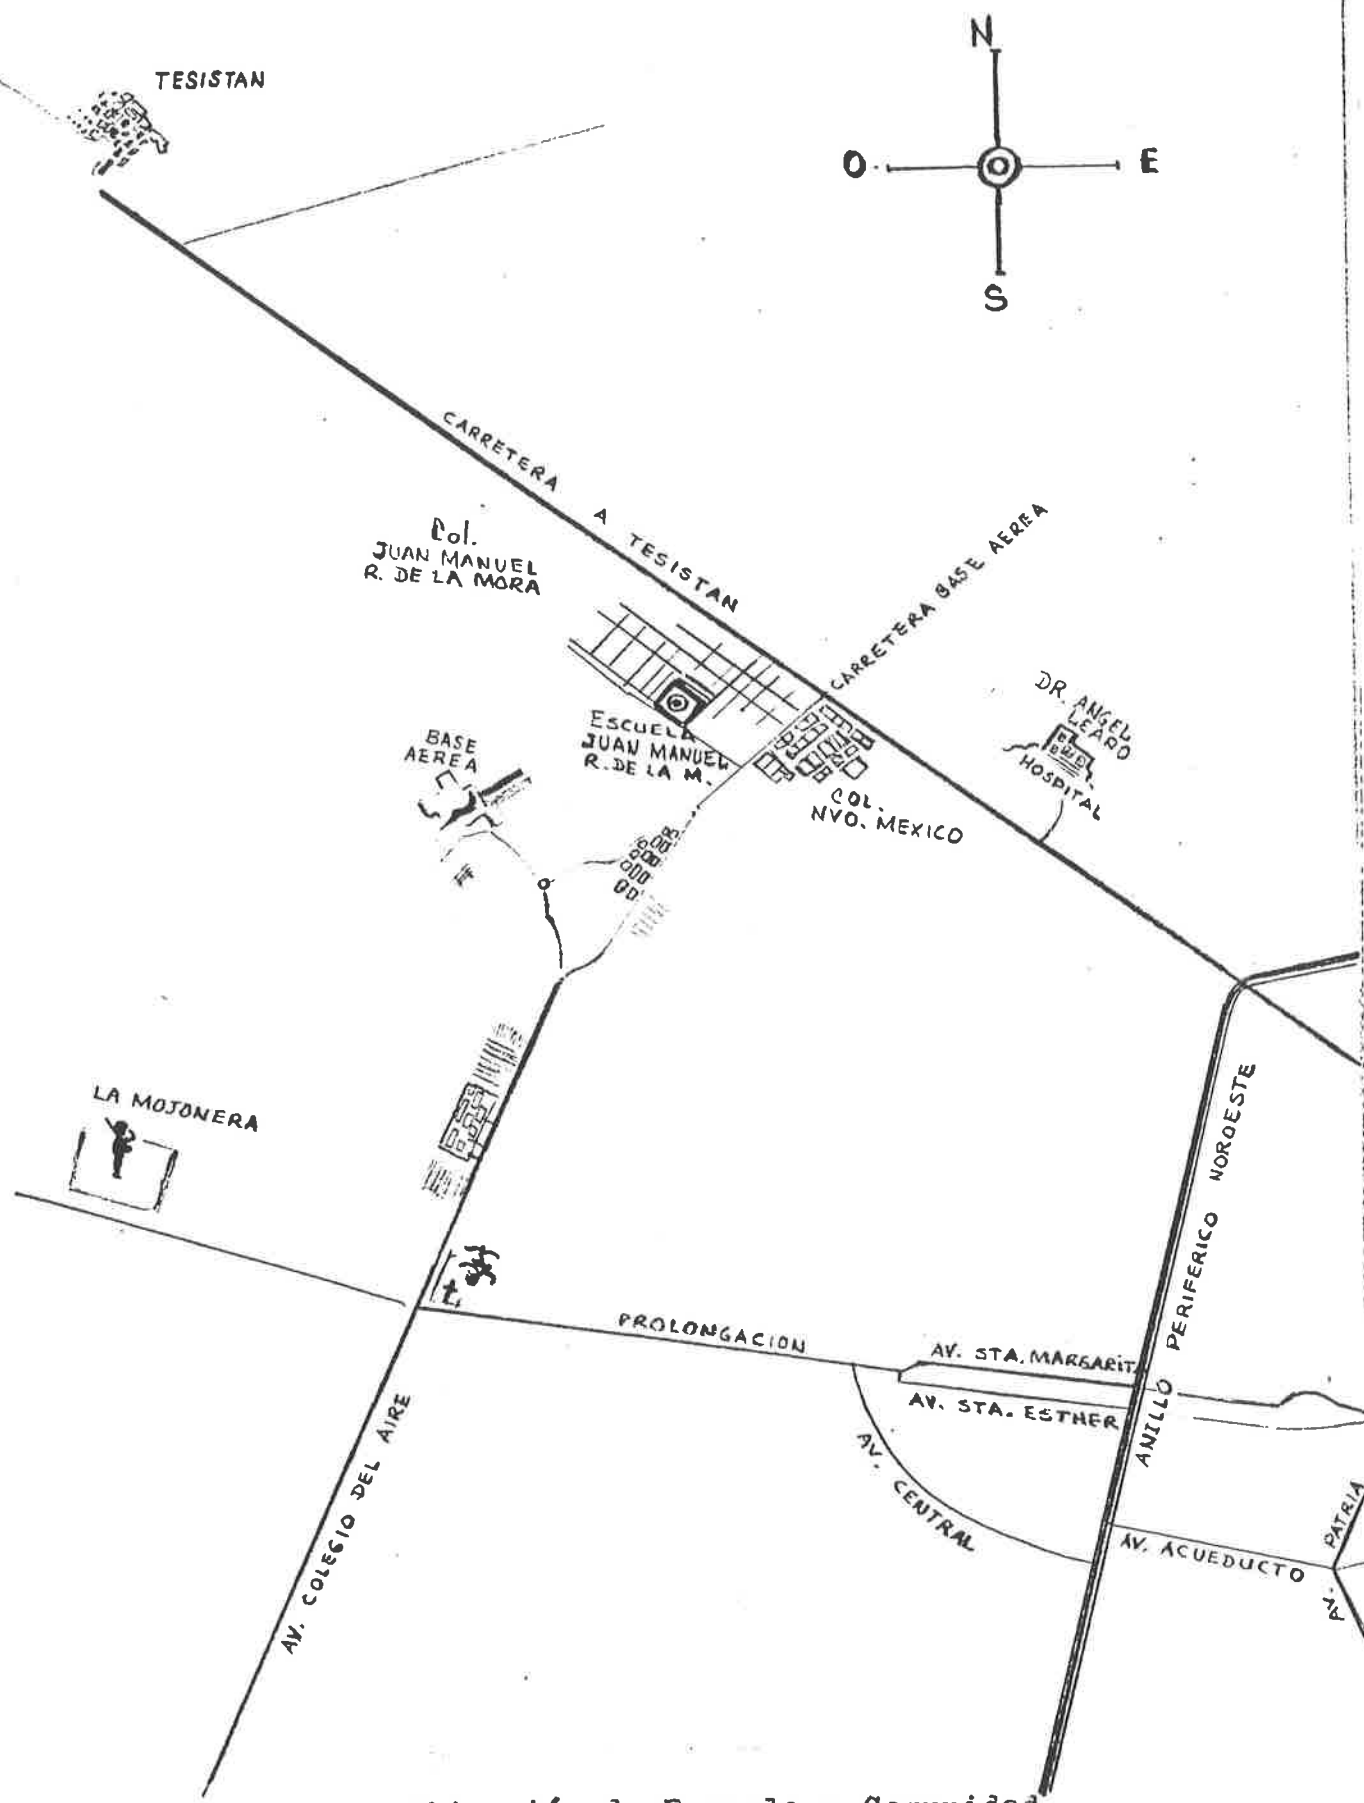 N
TESISTAN
O
E
S
CARRETERA A TESISTAN
CARRETERA BASE AEREA
Col.
JUAN MANUEL
R. DE LA MORA
DR. ANGEL
LEAÑO
HOSPITAL
ESCUELA
JUAN MANUEL
R. DE LA M.
BASE
AEREA
COL.
NVO. MEXICO
LA MOJONERA
ANILLO PERIFERICO NOROESTE
PROLONGACION
AV. STA. MARGARITA
AV. STA. ESTHER
AV. COLEGIO DEL AIRE
AV. CENTRAL
AV. ACUEDUCTO
AV. PATRIA
Escuela
Comunidad